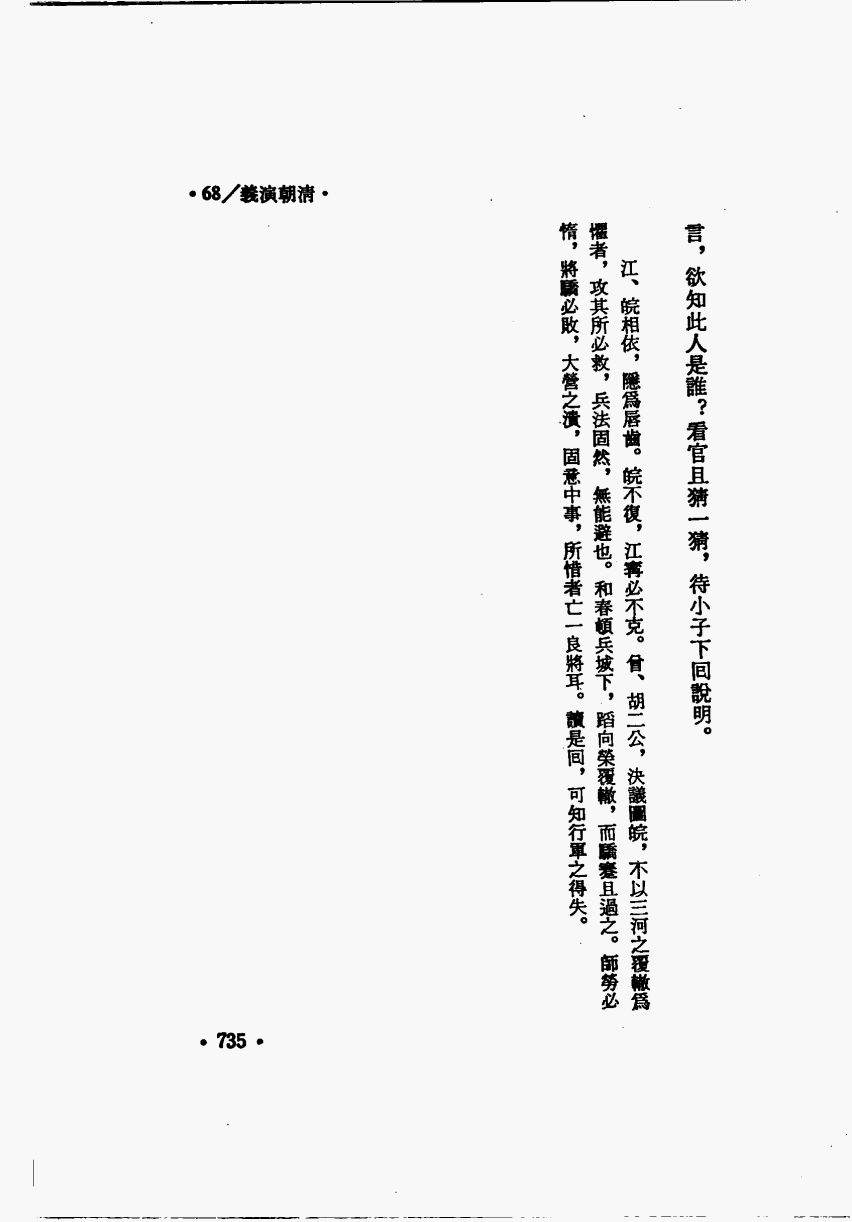 •68/義演朝清•
言，欲知此人是誰？看官且猜一猜，待小子下回說明。
江、皖相依，隱爲唇齒。皖不復，江寗必不克。曾、胡二公，決議圖皖，不以三河之覆轍爲
懼者，攻其所必救，兵法固然，無能避也。和春頓兵城下，蹈向榮覆轍，而驕蹇且過之。師勞必
惰，將驕必敗，大營之潰，固意中事，所惜者亡一良將耳。讀是回，可知行軍之得失。
•735•